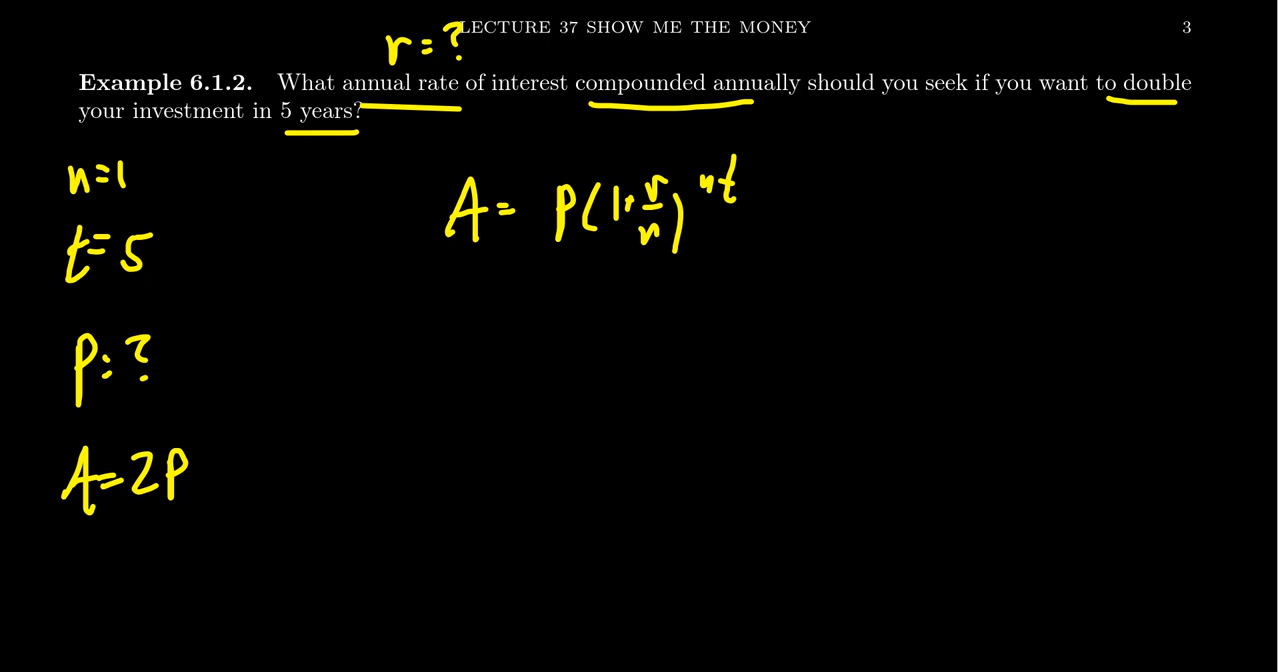 LECTURE 37 SHOW ME THE MONEY 3
r = ?
Example 6.1.2. What annual rate of interest compounded annually should you seek if you want to double
your investment in 5 years?
n=1
A = P(1+r/n)^nt
t=5
P: ?
A=2P